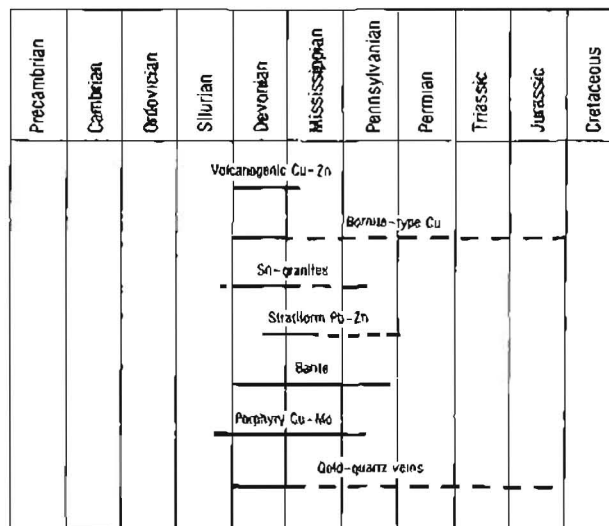 Precambrian
Cambrian
Ordovician
Silurian
Devonian
Mississippian
Pennsylvanian
Permian
Triassic
Jurassic
Cretaceous
Volcanogenic Cu-Zn
Bornite-type Cu
Sn-granites
Stratiform Pb-Zn
Barite
Porphyry Cu-Mo
Gold-quartz veins